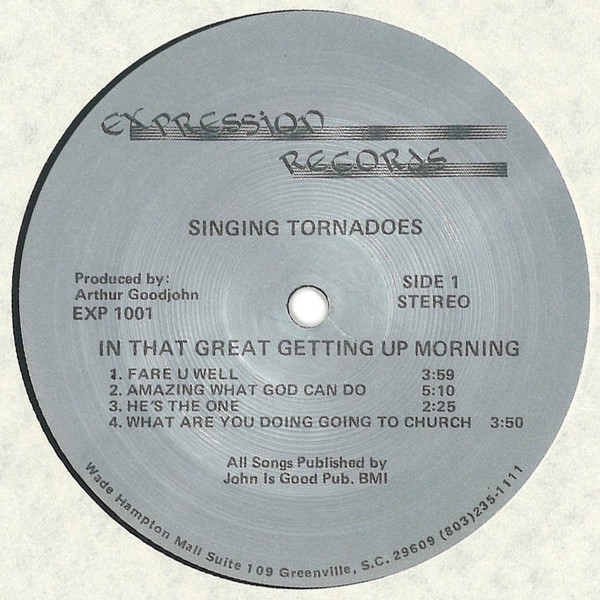 EXPRESSION
RECORDS
SINGING TORNADOES
Produced by:
Arthur Goodjohn
EXP 1001
SIDE 1
STEREO
IN THAT GREAT GETTING UP MORNING
1. FARE U WELL 3:59
2. AMAZING WHAT GOD CAN DO 5:10
3. HE'S THE ONE 2:25
4. WHAT ARE YOU DOING GOING TO CHURCH 3:50
All Songs Published by
John Is Good Pub. BMI
Wade Hampton Mall Suite 109 Greenville, S.C. 29609 (803)235-1111